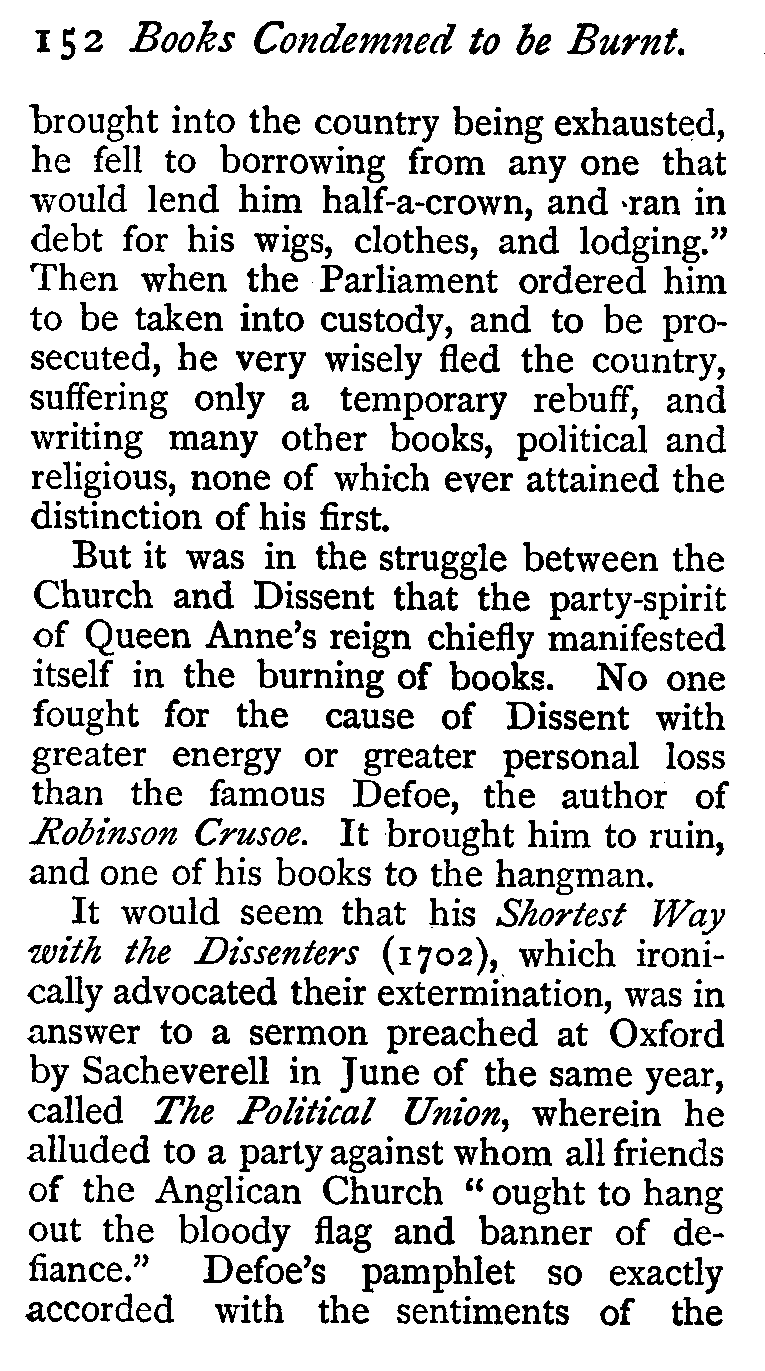 152 Books Condemned to be Burnt.
brought into the country being exhausted,
he fell to borrowing from any one that
would lend him half-a-crown, and ran in
debt for his wigs, clothes, and lodging.”
Then when the Parliament ordered him
to be taken into custody, and to be pro-
secuted, he very wisely fled the country,
suffering only a temporary rebuff, and
writing many other books, political and
religious, none of which ever attained the
distinction of his first.
But it was in the struggle between the
Church and Dissent that the party-spirit
of Queen Anne’s reign chiefly manifested
itself in the burning of books. No one
fought for the cause of Dissent with
greater energy or greater personal loss
than the famous Defoe, the author of
Robinson Crusoe. It brought him to ruin,
and one of his books to the hangman.
It would seem that his Shortest Way
with the Dissenters (1702), which ironi-
cally advocated their extermination, was in
answer to a sermon preached at Oxford
by Sacheverell in June of the same year,
called The Political Union, wherein he
alluded to a party against whom all friends
of the Anglican Church “ ought to hang
out the bloody flag and banner of de-
fiance.” Defoe’s pamphlet so exactly
accorded with the sentiments of the